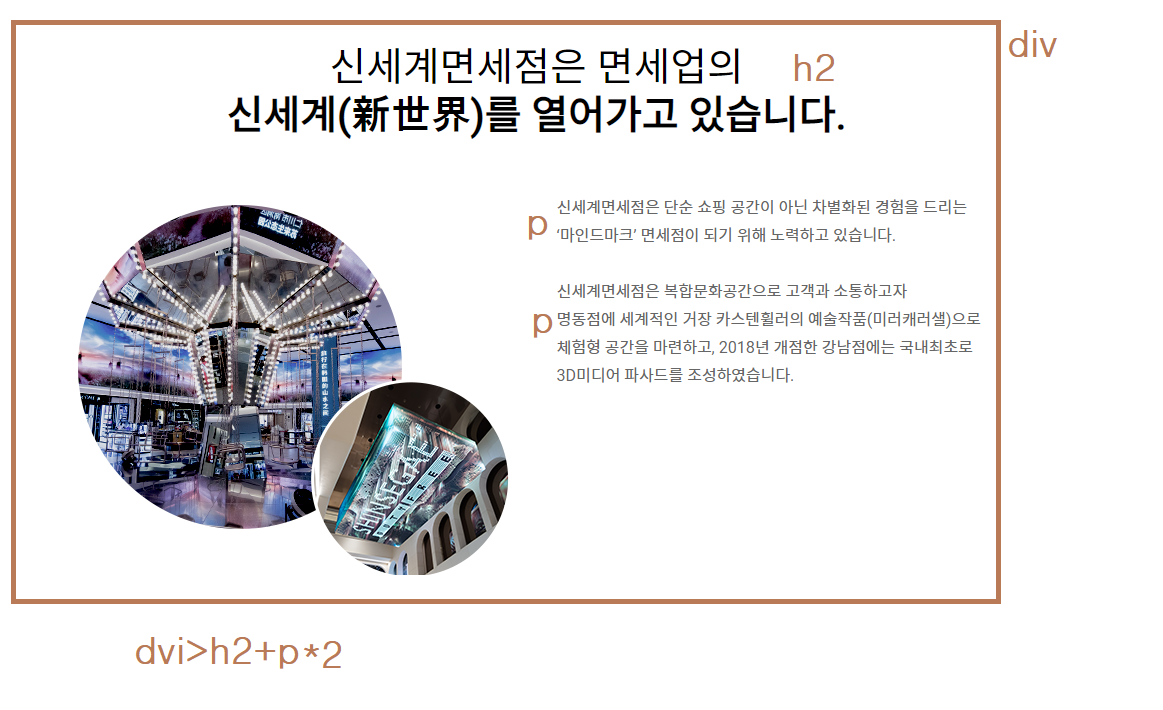 신세계면세점은 면세업의
h2
div
신세계(新世界)를 열어가고 있습니다.
p
신세계면세점은 단순 쇼핑 공간이 아닌 차별화된 경험을 드리는
‘마인드마크’ 면세점이 되기 위해 노력하고 있습니다.
p
신세계면세점은 복합문화공간으로 고객과 소통하고자
명동점에 세계적인 거장 카스텐휠러의 예술작품(미러캐러샐)으로
체험형 공간을 마련하고, 2018년 개점한 강남점에는 국내최초로
3D미디어 파사드를 조성하였습니다.
SHINSEGAE
DUTY FREE
dvi>h2+p*2